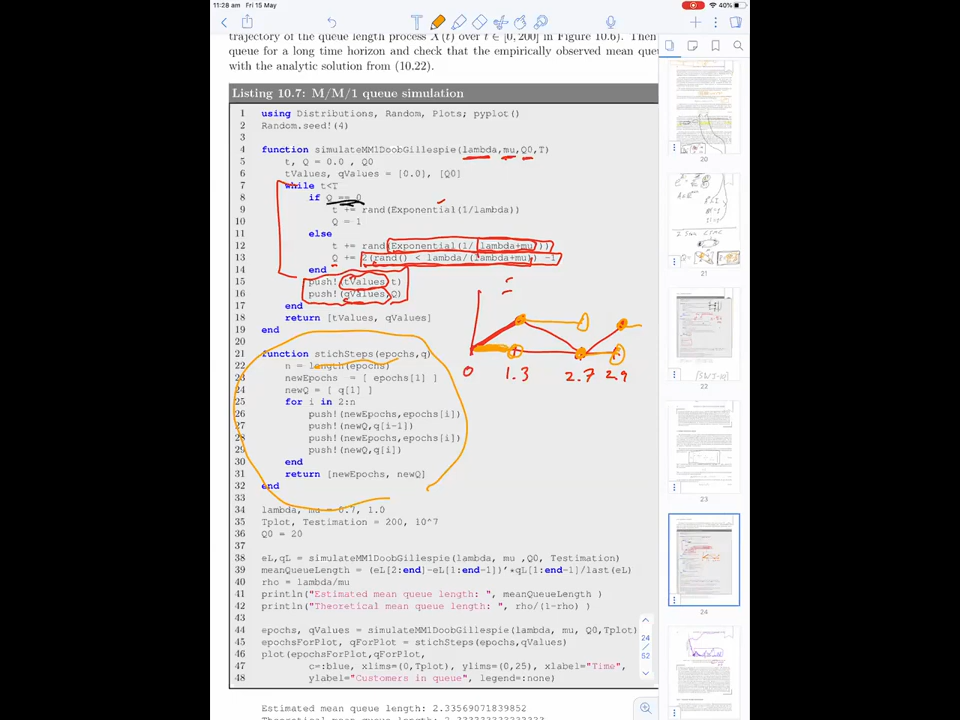 11:28 am Fri 15 May
40%
trajectory of the queue length process X(t) over t ∈ [0, 200] in Figure 10.6). Then
queue for a long time horizon and check that the empirically observed mean que
with the analytic solution from (10.22).
Listing 10.7: M/M/1 queue simulation
1 using Distributions, Random, Plots; pyplot()
2 Random.seed!(4)
3
4 function simulateMM1DoobGillespie(lambda,mu,Q0,T)
5 t, Q = 0.0 , Q0
6 tValues, qValues = [0.0], [Q0]
7 while t<T
8 if Q == 0
9 t += rand(Exponential(1/lambda))
10 Q = 1
11 else
12 t += rand(Exponential(1/(lambda+mu)))
13 Q += 2(rand() < lambda/(lambda+mu)) -1
14 end
15 push!(tValues,t)
16 push!(qValues,Q)
17 end
18 return [tValues, qValues]
19 end
20
21 function stichSteps(epochs,q)
22 n = length(epochs)
23 newEpochs = [ epochs[1] ]
24 newQ = [ q[1] ]
25 for i in 2:n
26 push!(newEpochs,epochs[i])
27 push!(newQ,q[i-1])
28 push!(newEpochs,epochs[i])
29 push!(newQ,q[i])
30 end
31 return [newEpochs, newQ]
32 end
33
34 lambda, mu = 0.7, 1.0
35 Tplot, Testimation = 200, 10^7
36 Q0 = 20
37
38 eL,qL = simulateMM1DoobGillespie(lambda, mu ,Q0, Testimation)
39 meanQueueLength = (eL[2:end]-eL[1:end-1])'*qL[1:end-1]/last(eL)
40 rho = lambda/mu
41 println("Estimated mean queue length: ", meanQueueLength )
42 println("Theoretical mean queue length: ", rho/(1-rho) )
43
44 epochs, qValues = simulateMM1DoobGillespie(lambda, mu, Q0,Tplot)
45 epochsForPlot, qForPlot = stichSteps(epochs,qValues)
46 plot(epochsForPlot,qForPlot,
47 c=:blue, xlims=(0,Tplot), ylims=(0,25), xlabel="Time",
48 ylabel="Customers in queue", legend=:none)
Estimated mean queue length: 2.33569071839852
0 1.3 2.7 2.9
24
/
52
20
21
22
23
24